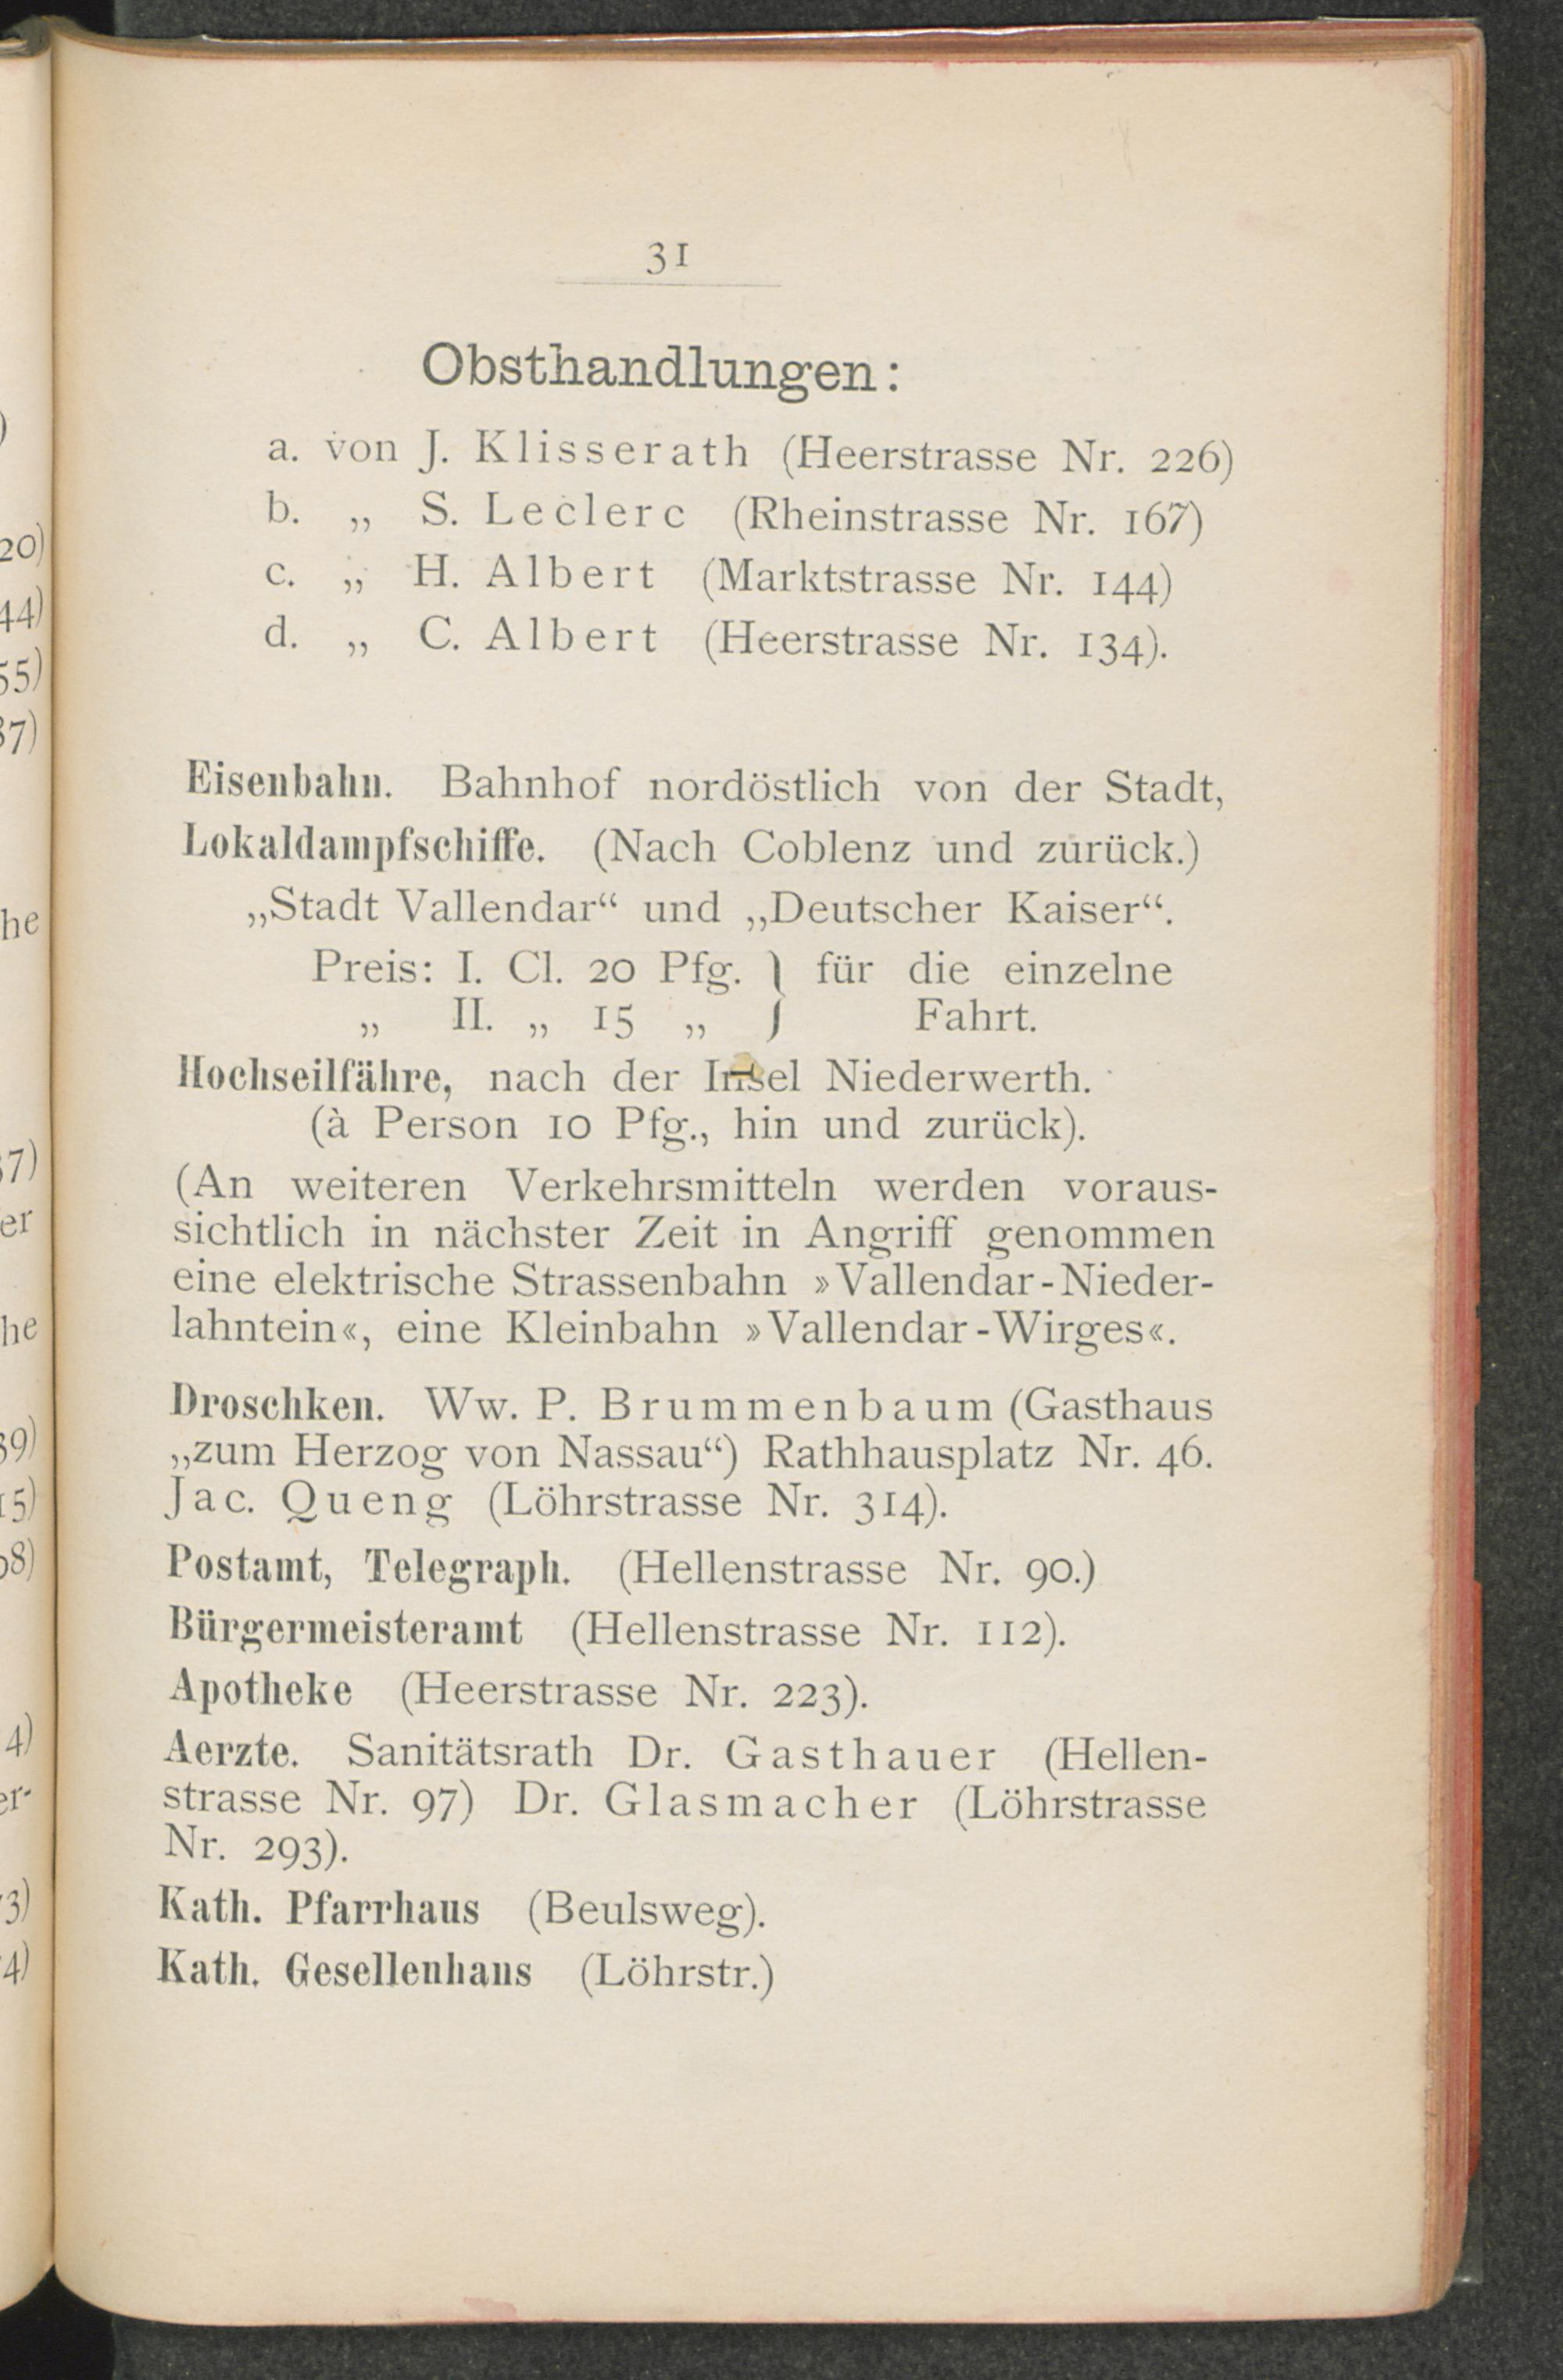 31
Obsthandlungen:
a. von J. Klisserath (Heerstrasse Nr. 226)
b. „ S. Leclerc (Rheinstrasse Nr. 167)
c. „ H. Albert (Marktstrasse Nr. 144)
d. „ C. Albert (Heerstrasse Nr. 134).
Eisenbahn. Bahnhof nordöstlich von der Stadt,
Lokaldampfschiffe. (Nach Coblenz und zurück.)
„Stadt Vallendar“ und „Deutscher Kaiser“.
Preis: I. Cl. 20 Pfg. } für die einzelne
„ II. „ 15 „ } Fahrt.
Hochseilfähre, nach der Insel Niederwerth.
(à Person 10 Pfg., hin und zurück).
(An weiteren Verkehrsmitteln werden voraus-
sichtlich in nächster Zeit in Angriff genommen
eine elektrische Strassenbahn »Vallendar-Nieder-
lahntein«, eine Kleinbahn »Vallendar-Wirges«.
Droschken. Ww. P. Brummenbaum (Gasthaus
„zum Herzog von Nassau“) Rathhausplatz Nr. 46.
Jac. Queng (Löhrstrasse Nr. 314).
Postamt, Telegraph. (Hellenstrasse Nr. 90.)
Bürgermeisteramt (Hellenstrasse Nr. 112).
Apotheke (Heerstrasse Nr. 223).
Aerzte. Sanitätsrath Dr. Gasthauer (Hellen-
strasse Nr. 97) Dr. Glasmacher (Löhrstrasse
Nr. 293).
Kath. Pfarrhaus (Beulsweg).
Kath. Gesellenhaus (Löhrstr.)